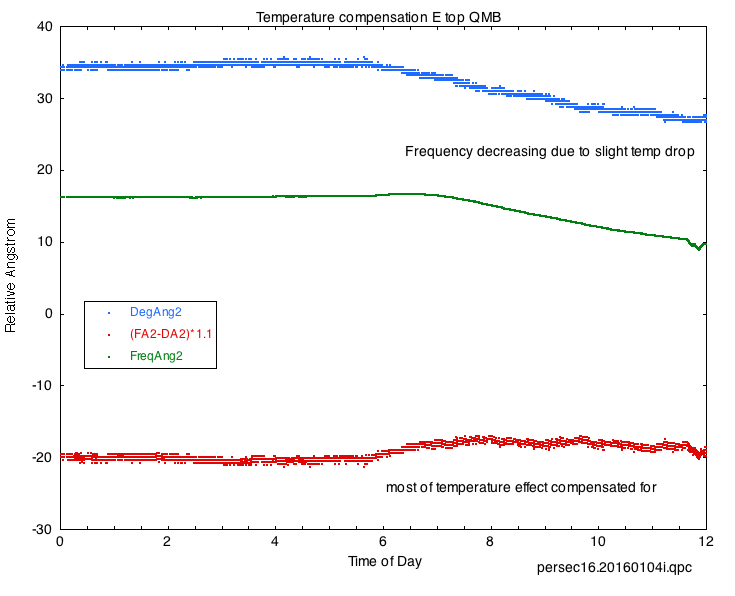 Temperature compensation E top QMB
40
30
Frequency decreasing due to slight temp drop
20
10
Relative Angstrom
0
DegAng2
(FA2-DA2)*1.1
FreqAng2
-10
-20
most of temperature effect compensated for
-30
0 2 4 6 8 10 12
Time of Day
persec16.20160104i.qpc